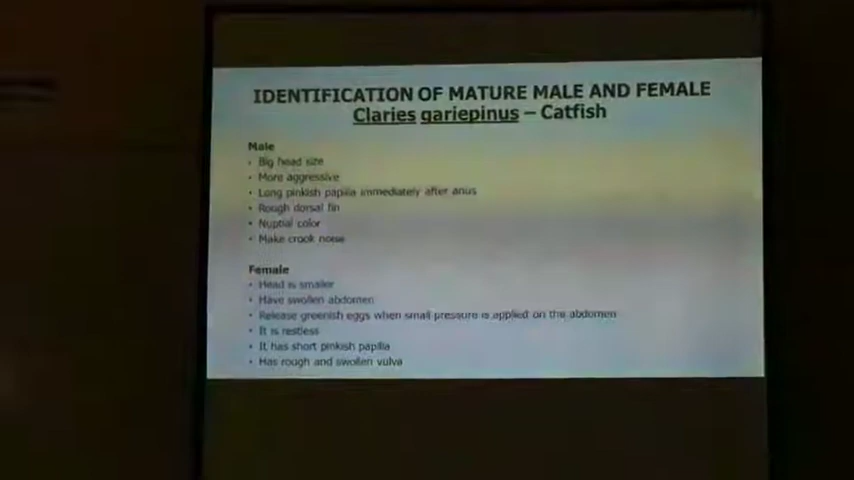 IDENTIFICATION OF MATURE MALE AND FEMALE
Claries gariepinus – Catfish
Male
• Big head size
• More aggressive
• Long pinkish papilla immediately after anus
• Rough dorsal fin
• Nuptial color
• Make crook noise
Female
• Head is smaller
• Have swollen abdomen
• Release greenish eggs when small pressure is applied on the abdomen
• It is restless
• It has short pinkish papilla
• Has rough and swollen vulva